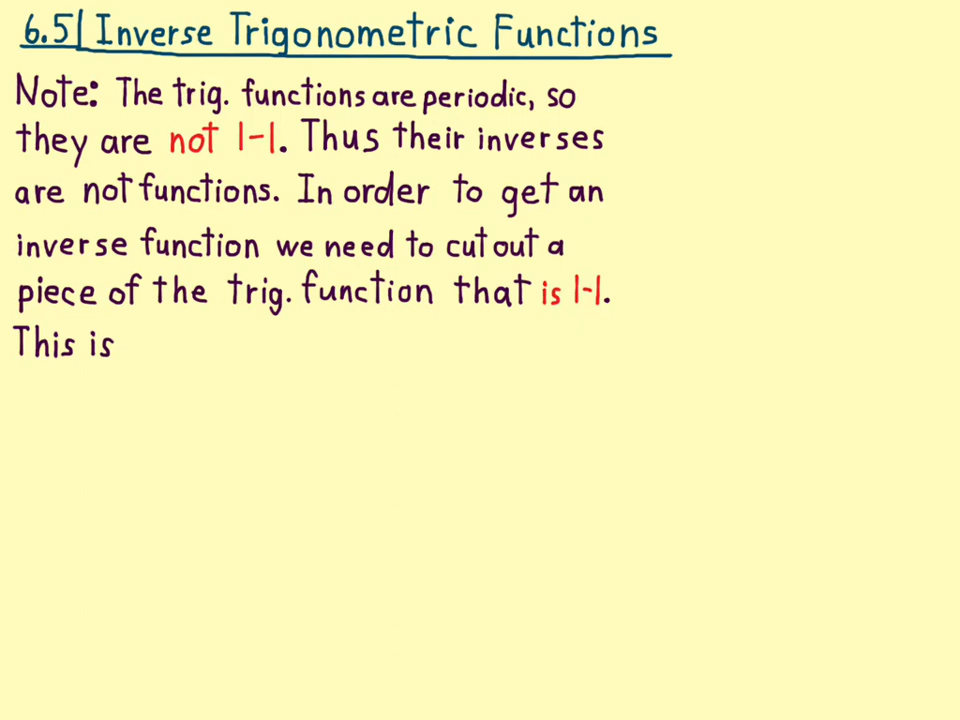 6.5| Inverse Trigonometric Functions
Note: The trig. functions are periodic, so
they are not 1-1. Thus their inverses
are not functions. In order to get an
inverse function we need to cut out a
piece of the trig. function that is 1-1.
This is